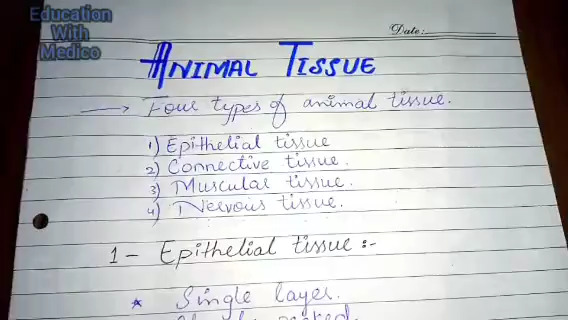 Education
With
Medico
Date:
ANIMAL TISSUE
→ Four types of animal tissue.
1) Epithelial tissue
2) Connective tissue.
3) Muscular tissue.
4) Nervous tissue.
1- Epithelial tissue :-
* Single layer.